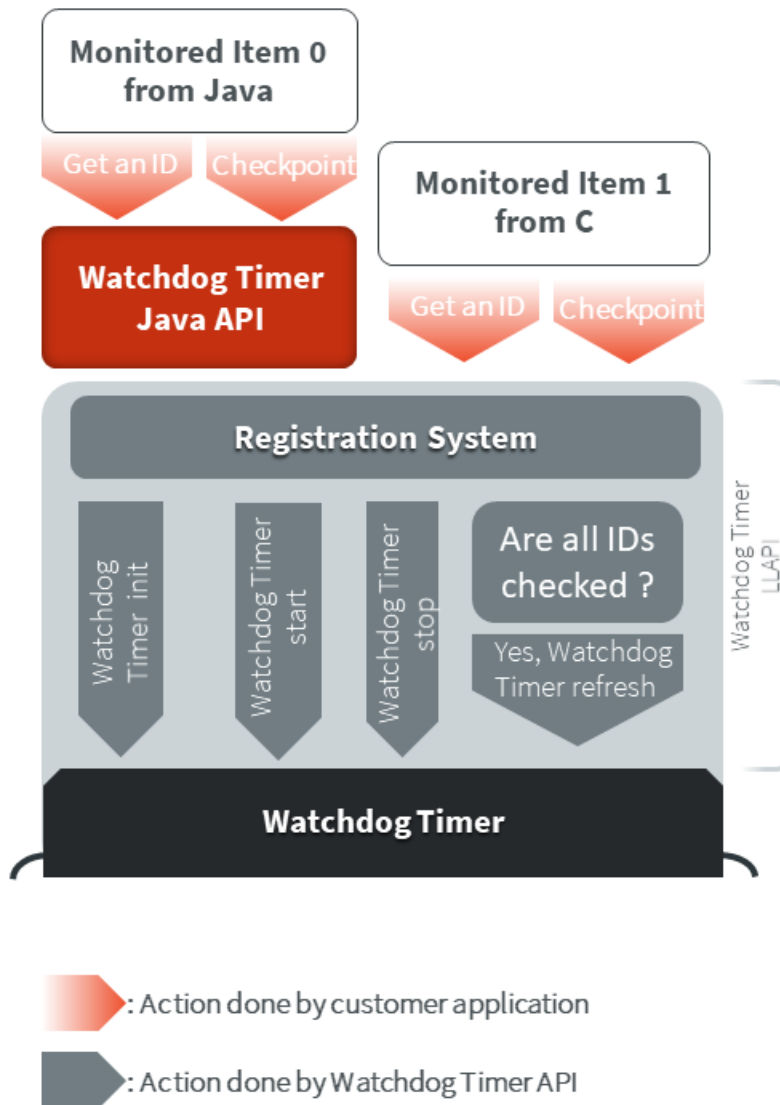 Monitored Item 0
from Java
Get an ID
Checkpoint
Monitored Item 1
from C
Watchdog Timer
Java API
Get an ID
Checkpoint
Registration System
Watchdog
Timer init
Watchdog Timer
start
Watchdog Timer
stop
Are all IDs
checked ?
Yes, Watchdog
Timer refresh
Watchdog Timer
LLAPI
Watchdog Timer
: Action done by customer application
: Action done by Watchdog Timer API